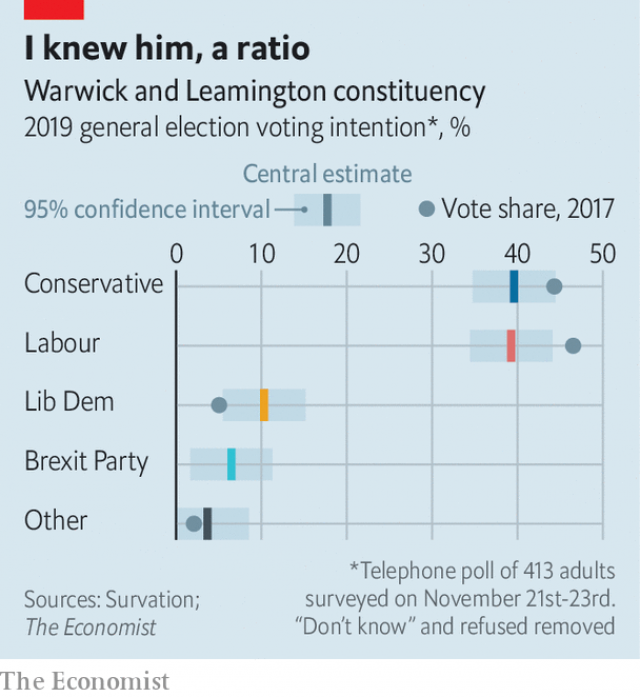 I knew him, a ratio
Warwick and Leamington constituency
2019 general election voting intention*, %
Central estimate
95% confidence interval
Vote share, 2017
0 10 20 30 40 50
Conservative
Labour
Lib Dem
Brexit Party
Other
*Telephone poll of 413 adults
surveyed on November 21st-23rd.
"Don't know" and refused removed
Sources: Survation;
The Economist
The Economist